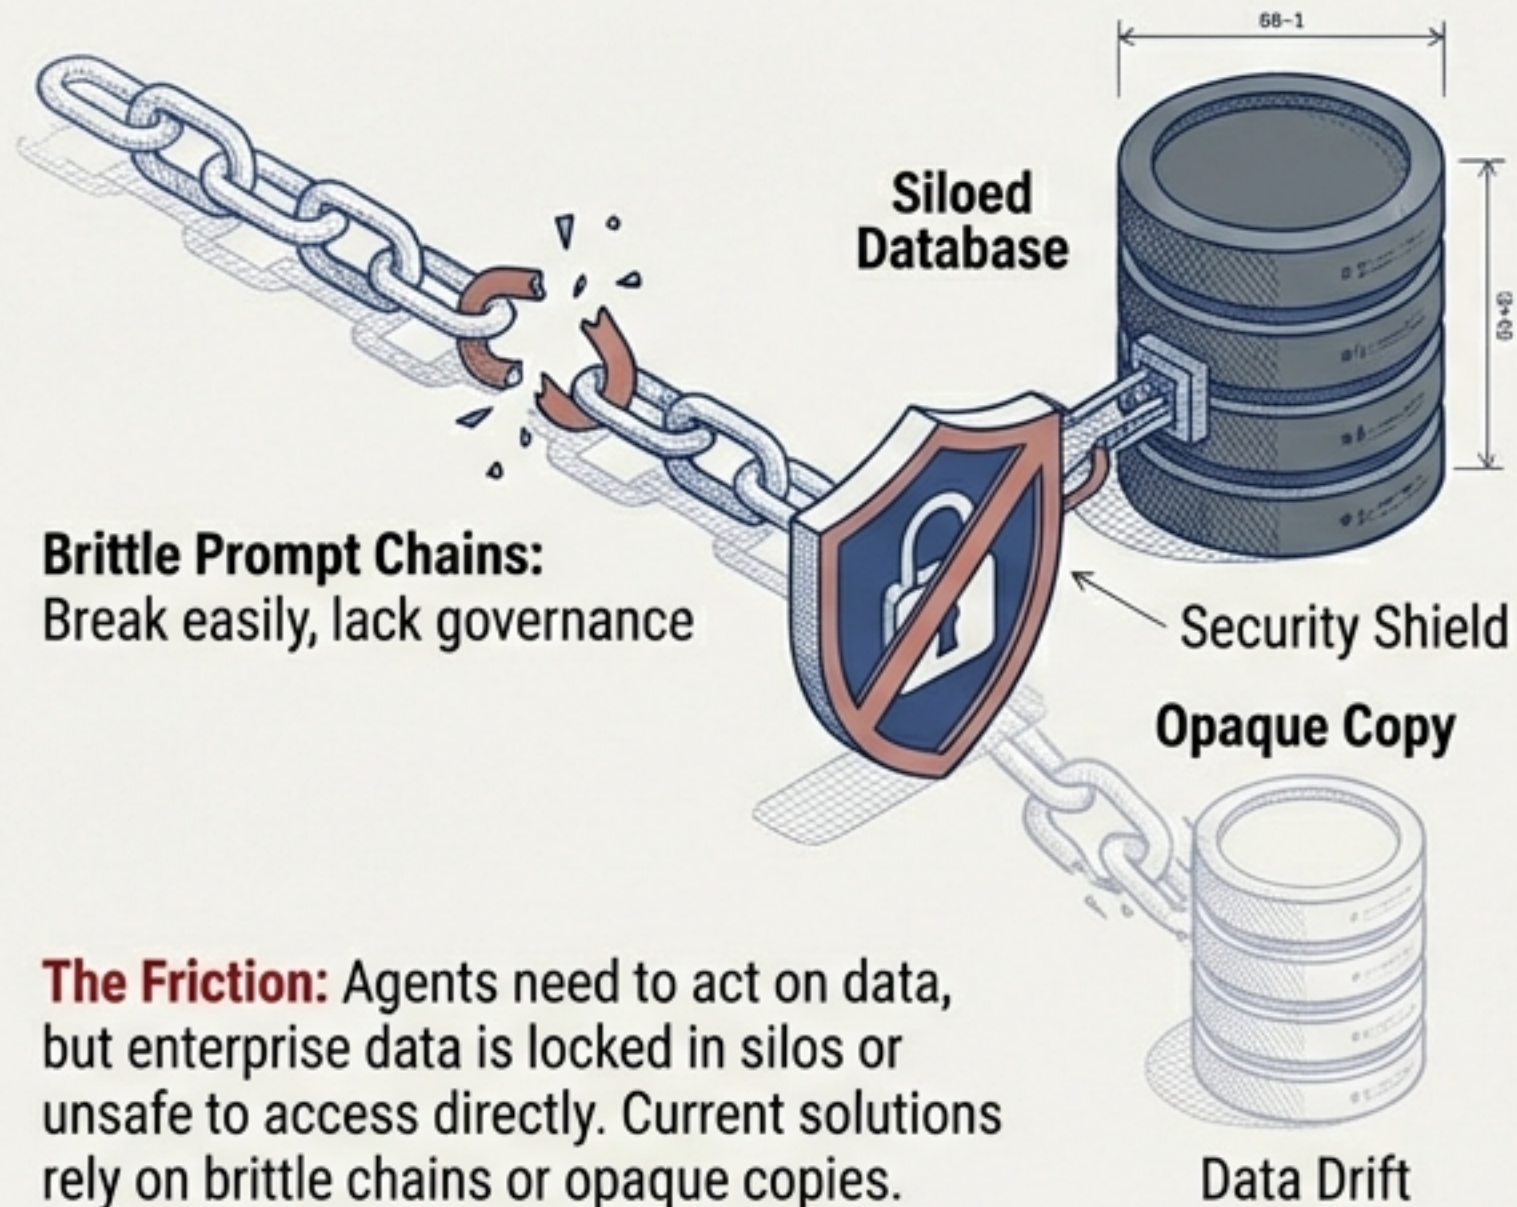 68-1
Siloed
Database
Brittle Prompt Chains:
Break easily, lack governance
Security Shield
Opaque Copy
The Friction: Agents need to act on data,
but enterprise data is locked in silos or
unsafe to access directly. Current solutions
rely on brittle chains or opaque copies.
Data Drift